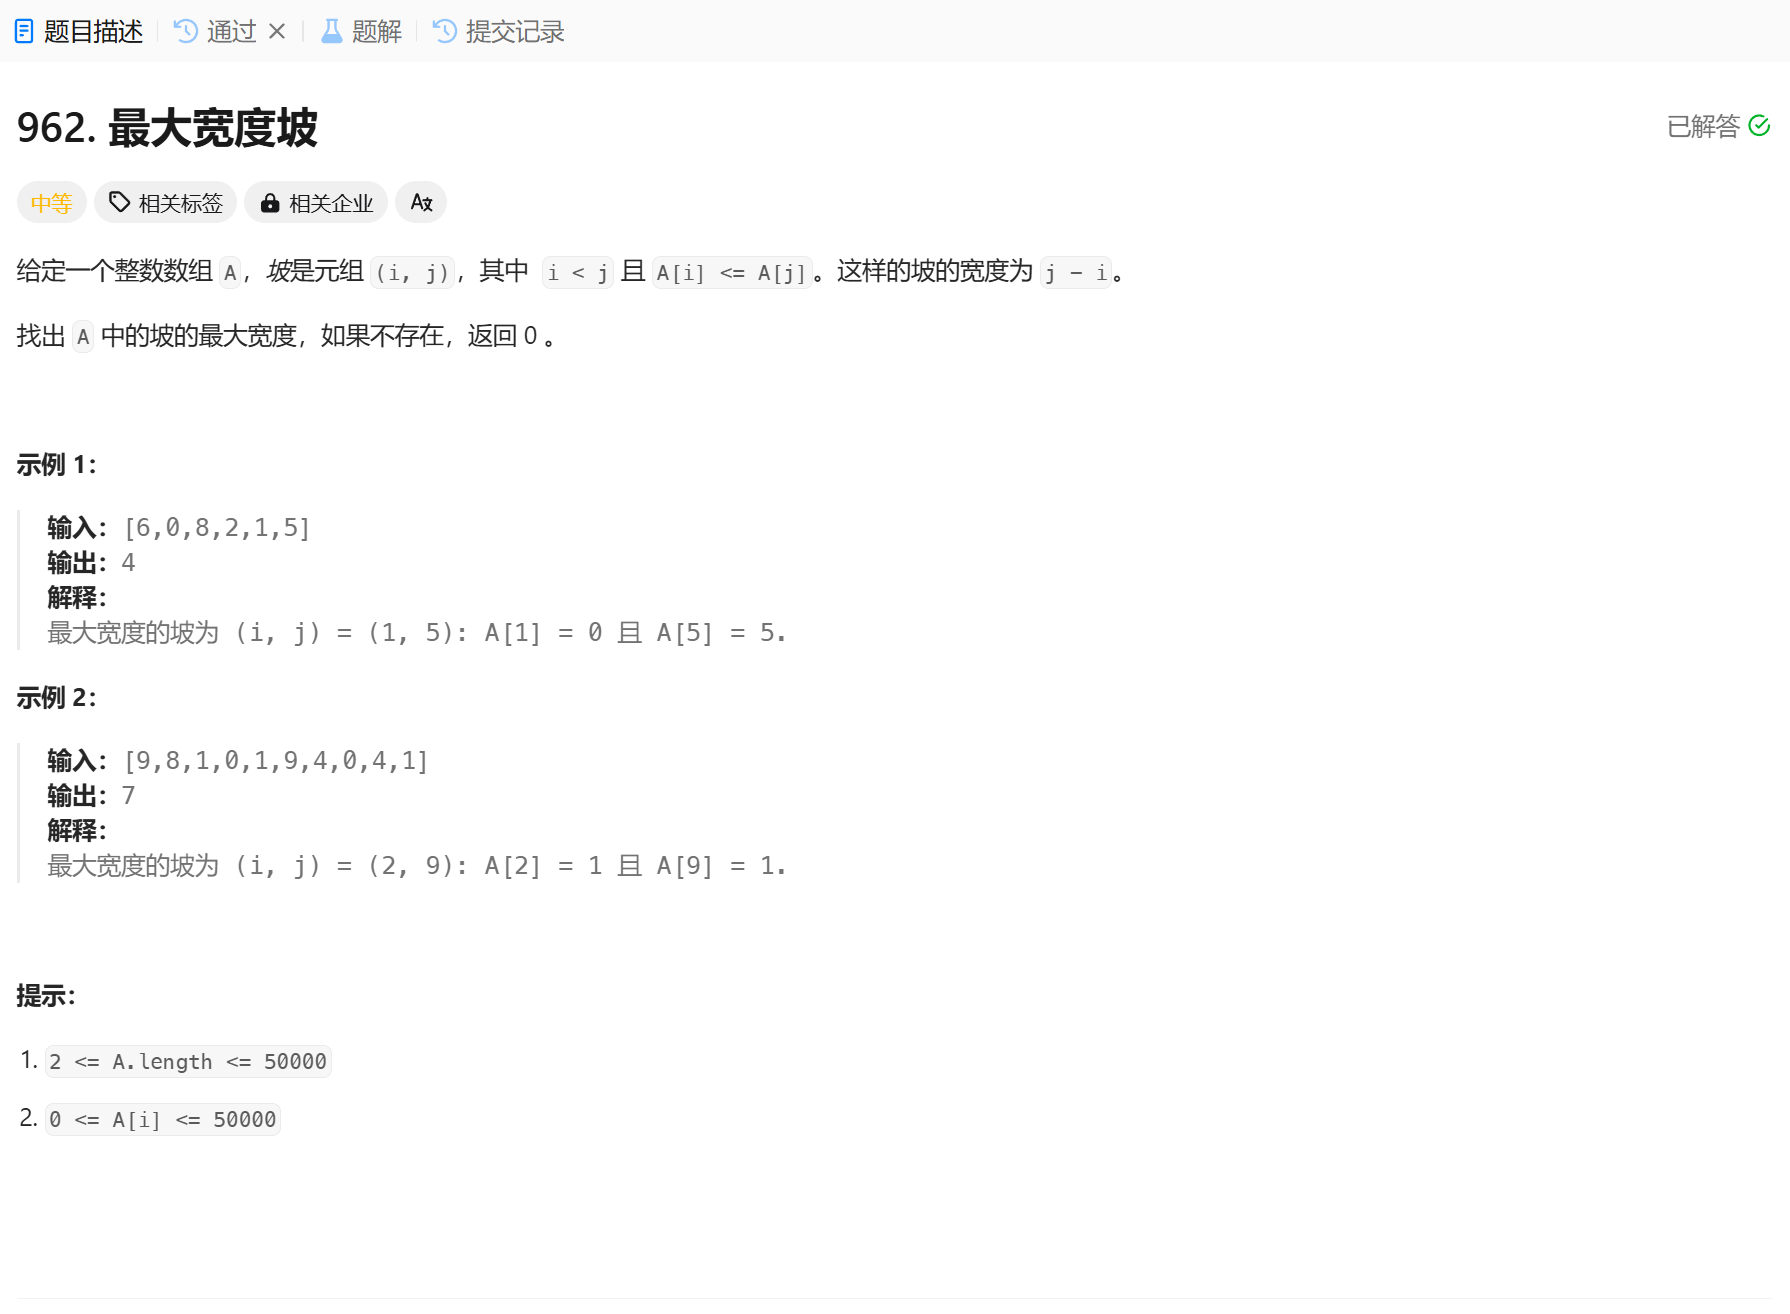 题目描述 通过 题解 提交记录
962. 最大宽度坡
已解答
中等 相关标签 相关企业
给定一个整数数组 A，坡是元组 (i, j)，其中 i < j 且 A[i] <= A[j]。这样的坡的宽度为 j - i。
找出 A 中的坡的最大宽度，如果不存在，返回 0 。
示例 1：
输入：[6,0,8,2,1,5]
输出：4
解释：
最大宽度的坡为 (i, j) = (1, 5): A[1] = 0 且 A[5] = 5.
示例 2：
输入：[9,8,1,0,1,9,4,0,4,1]
输出：7
解释：
最大宽度的坡为 (i, j) = (2, 9): A[2] = 1 且 A[9] = 1.
提示：
1. 2 <= A.length <= 50000
2. 0 <= A[i] <= 50000